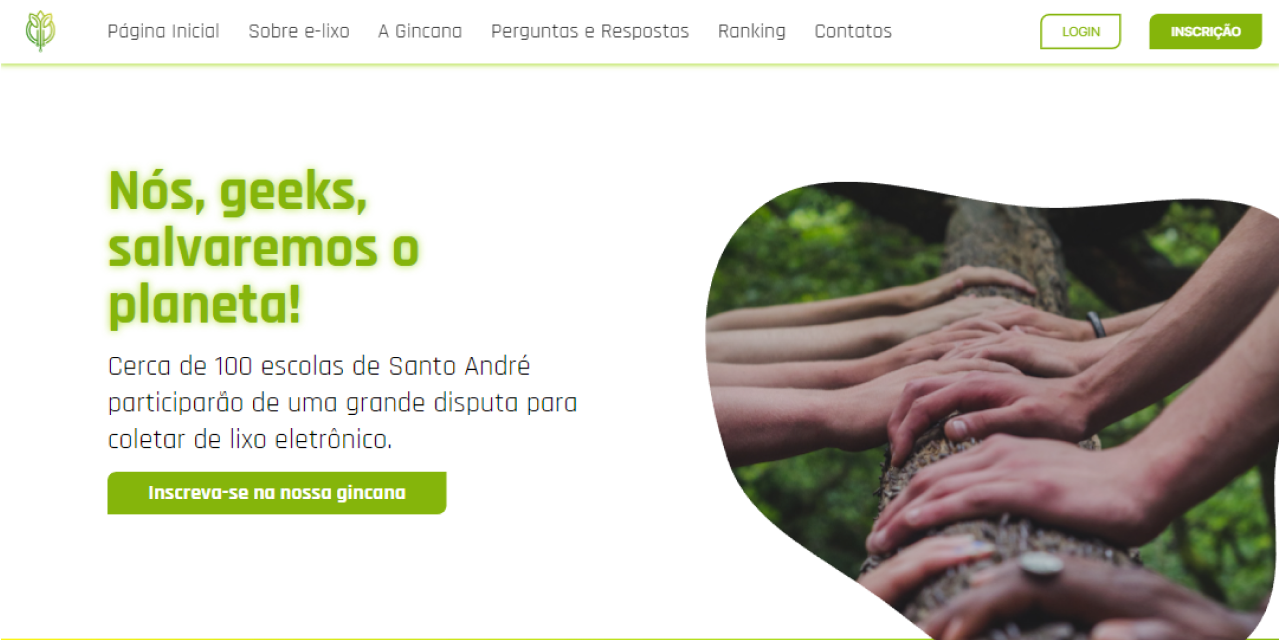 Página Inicial
Sobre e-lixo
A Gincana
Perguntas e Respostas
Ranking
Contatos
LOGIN
INSCRIÇÃO
Nós, geeks,
salvaremos o
planeta!
Cerca de 100 escolas de Santo André
participarão de uma grande disputa para
coletar de lixo eletrônico.
Inscreva-se na nossa gincana